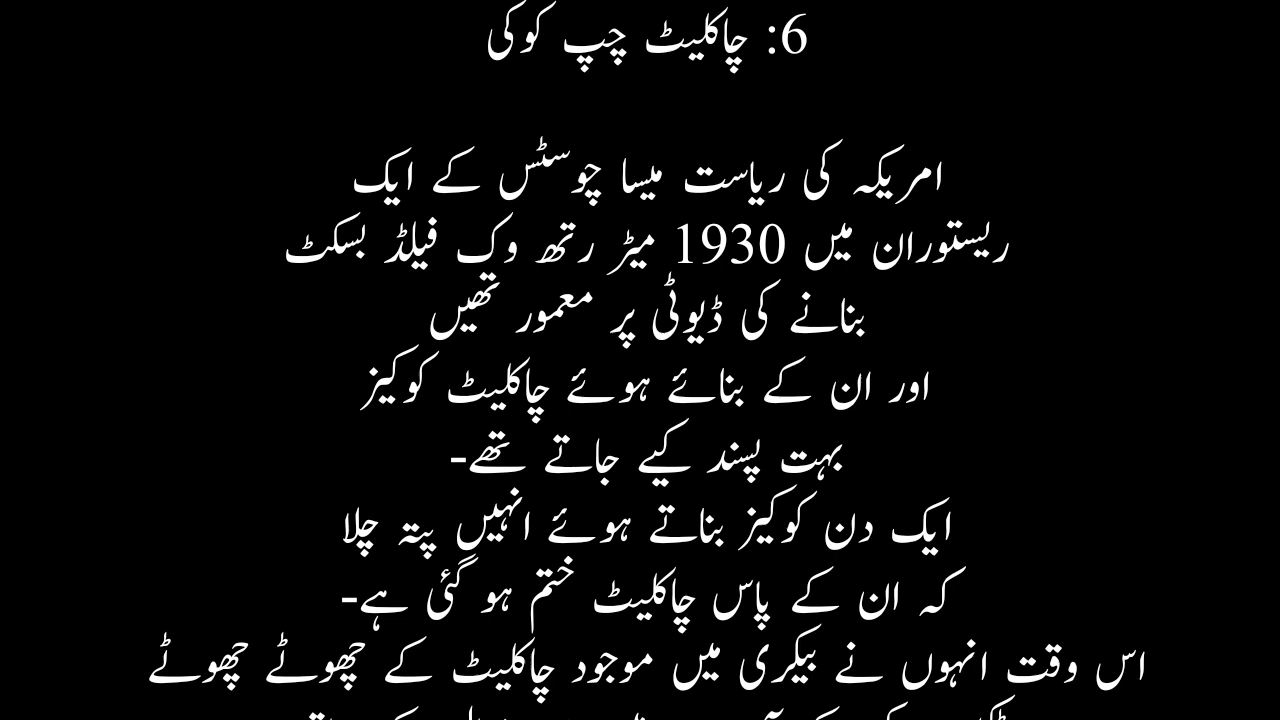 6: چاکلیٹ چپ کوکی
امریکہ کی ریاست میسا چوسٹس کے ایک
ریستوران میں 1930 میڑ رتھ وک فیلڈ بسکٹ
بنانے کی ڈیوٹی پر معمور تھیں
اور ان کے بنائے ہوئے چاکلیٹ کوکیز
بہت پسند کیے جاتے تھے-
ایک دن کوکیز بناتے ہوئے انہیں پتہ چلا
کہ ان کے پاس چاکلیٹ ختم ہو گئی ہے-
اس وقت انہوں نے بیکری میں موجود چاکلیٹ کے چھوٹے چھوٹے